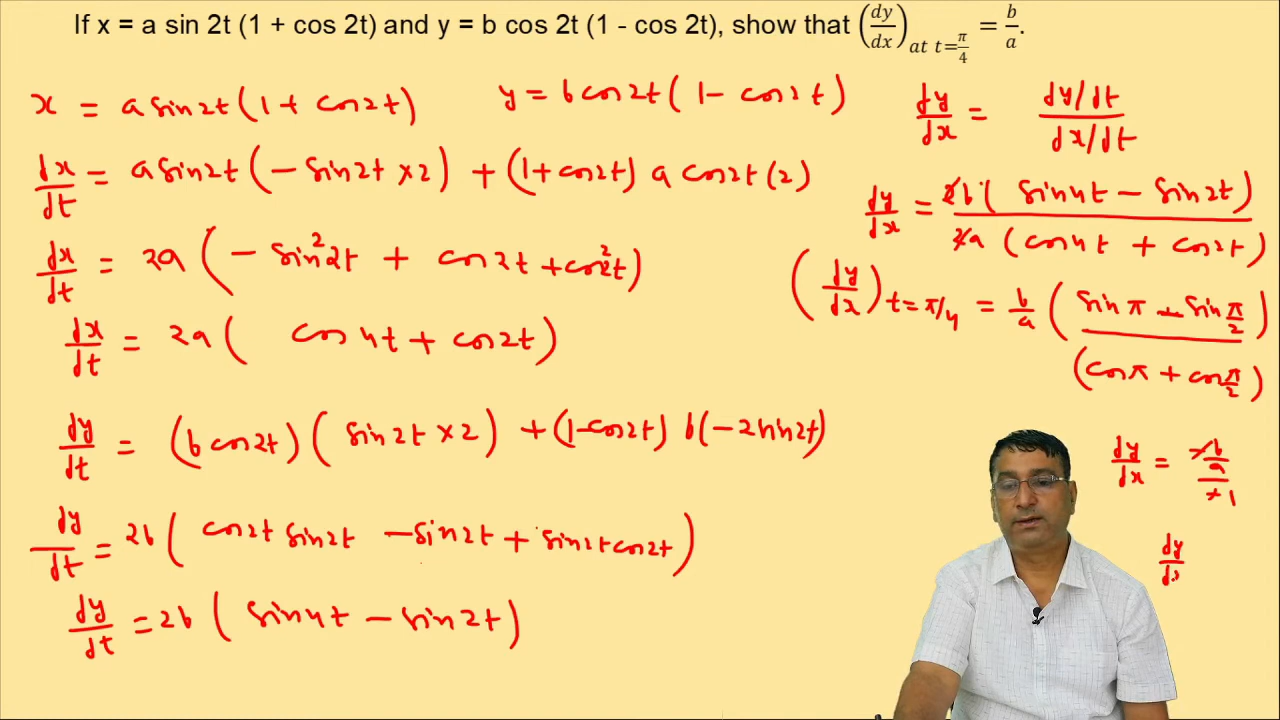 If x = a sin 2t (1 + cos 2t) and y = b cos 2t (1 - cos 2t), show that (dy/dx) at t=π/4 = b/a.
x = a sin2t (1 + cos2t)
y = b cos2t (1 - cos2t)
dx/dt = a sin2t (- sin2t ×2) + (1+cos2t) a cos2t (2)
dx/dt = 2a (- sin²2t + cos2t + cos²2t)
dx/dt = 2a ( cos4t + cos2t)
dy/dt = (b cos2t) ( sin2t ×2) + (1-cos2t) b(-2sin2t)
dy/dt = 2b ( cos2t sin2t - sin2t + sin2t cos2t)
dy/dt = 2b ( sin4t - sin2t)
dy/dx = dy/dt / dx/dt
dy/dx = 2b ( sin4t - sin2t) / 2a (cos4t + cos2t)
(dy/dx) t=π/4 = b/a ( sinπ - sin π/2 ) / (cosπ + cos π/2)
dy/dx = -b/a / -1
dy